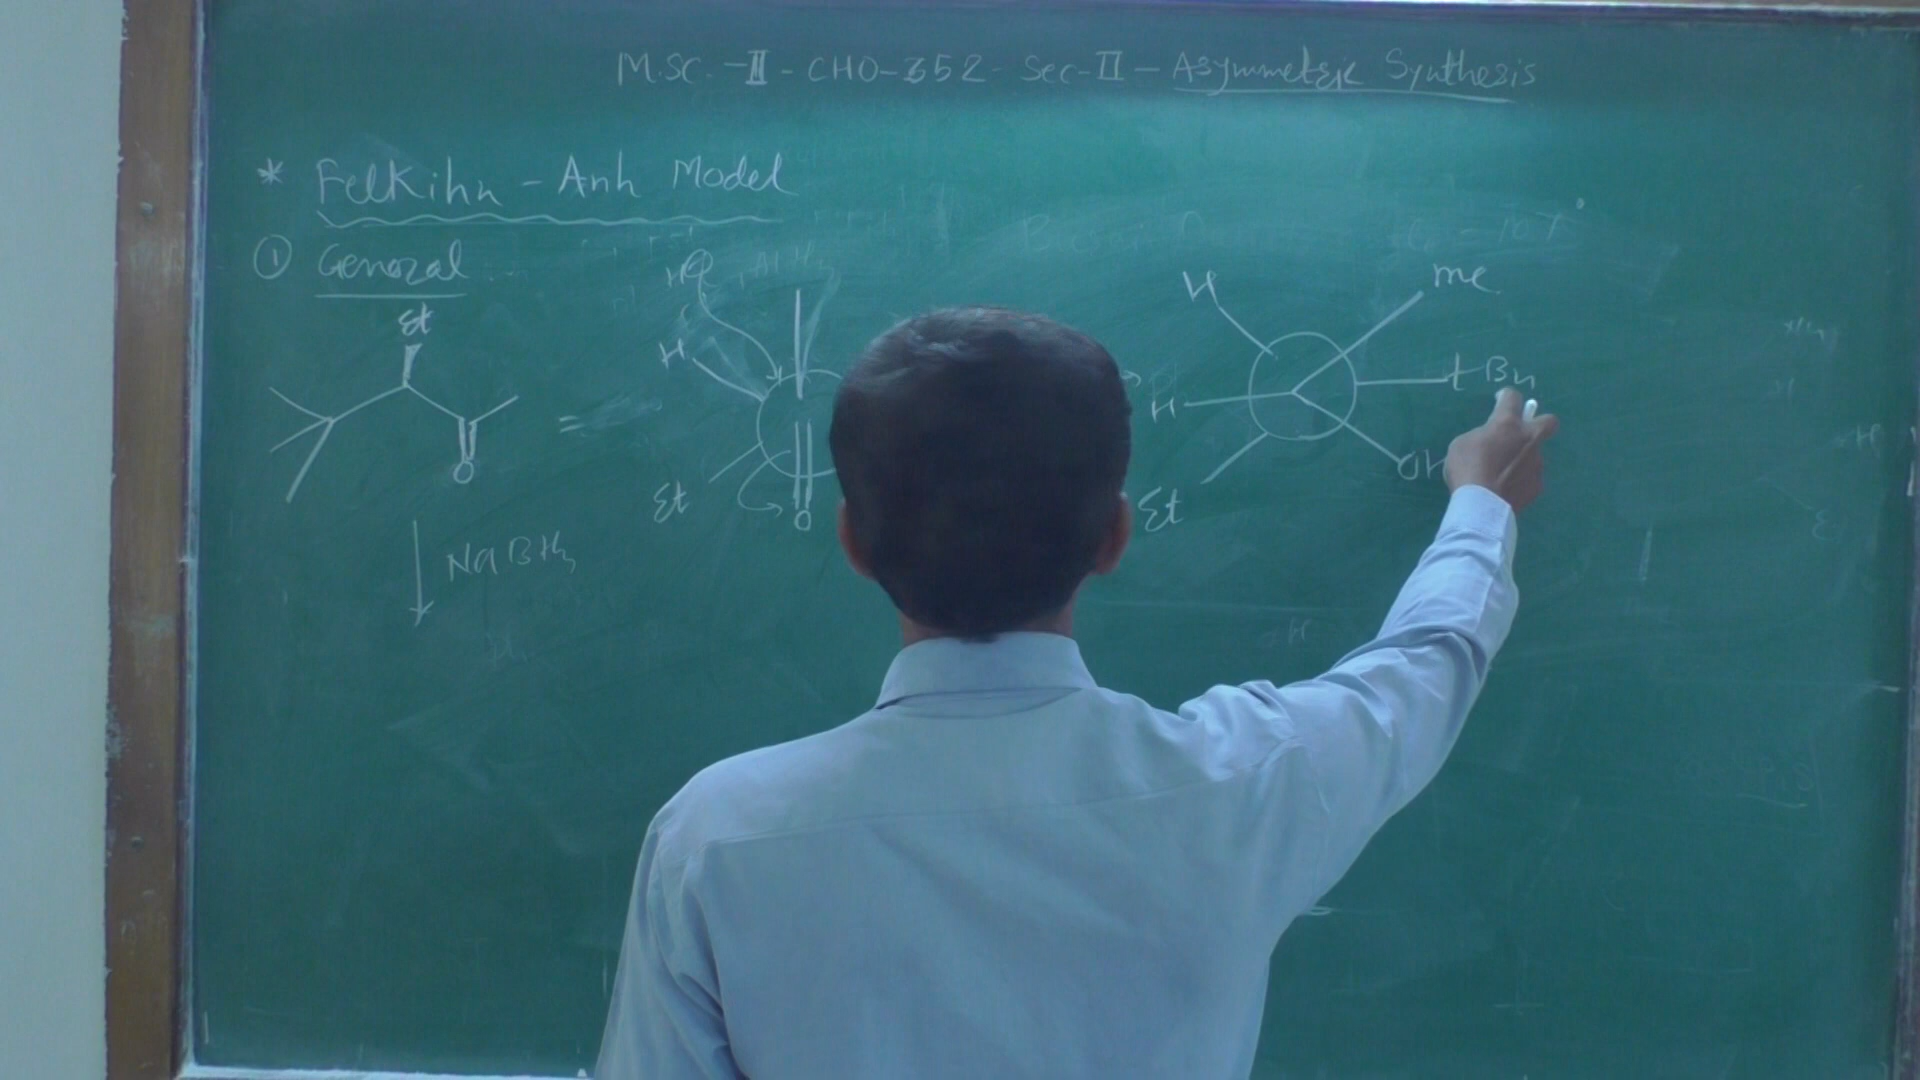 M.Sc. - II - CHO - 352 - Sec - II - Asymmetric Synthesis
* Felkihn - Anh Model
① General
Et
O
NaBH4
=
H
Et
O
H
me
H
tBu
OH
Et